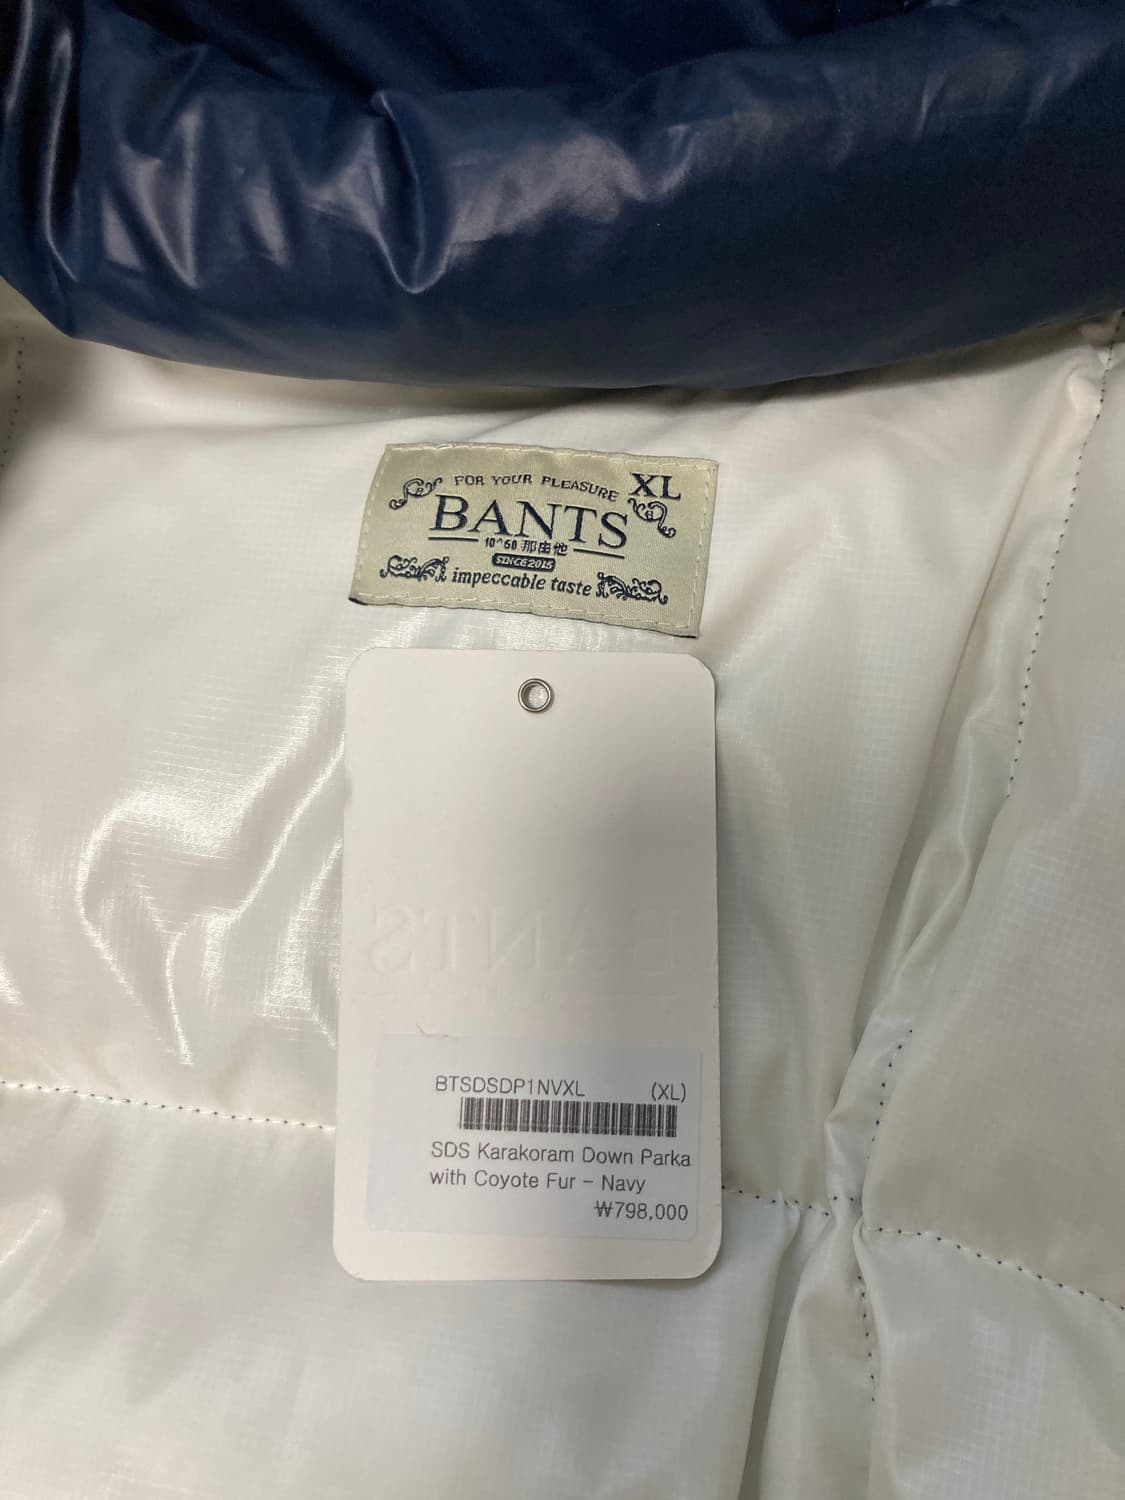 FOR YOUR PLEASURE XL
BANTS
10^60 那由他
SINCE 2015
impeccable taste
BANTS
BTSDSDP1NVXL (XL)
SDS Karakoram Down Parka
with Coyote Fur - Navy
₩798,000